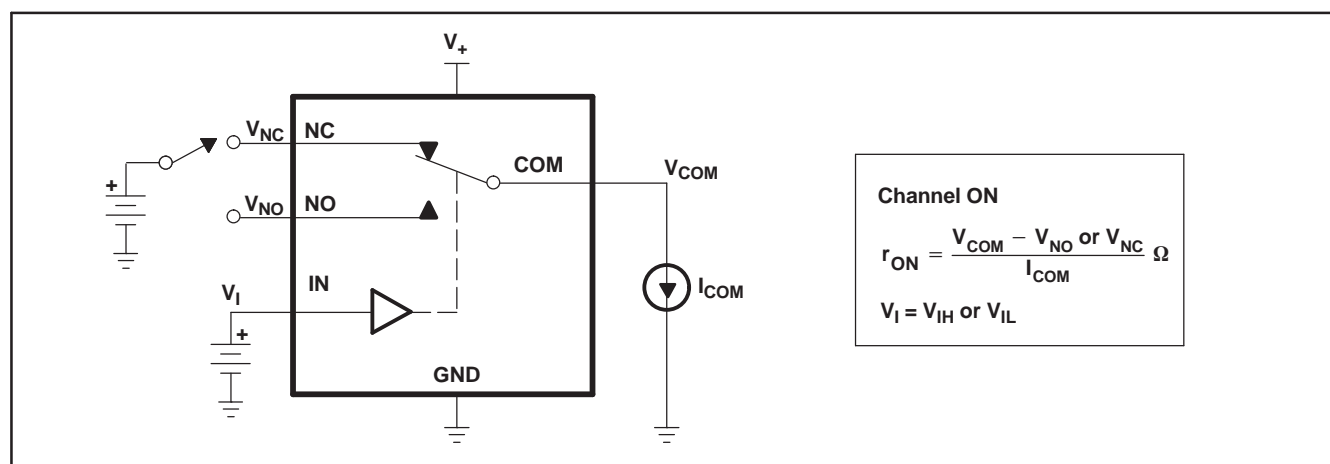 V+
VNC NC
COM
VCOM
+
VNO NO
IN
VI
+
ICOM
GND
Channel ON
rON = VCOM − VNO or VNC / ICOM Ω
VI = VIH or VIL